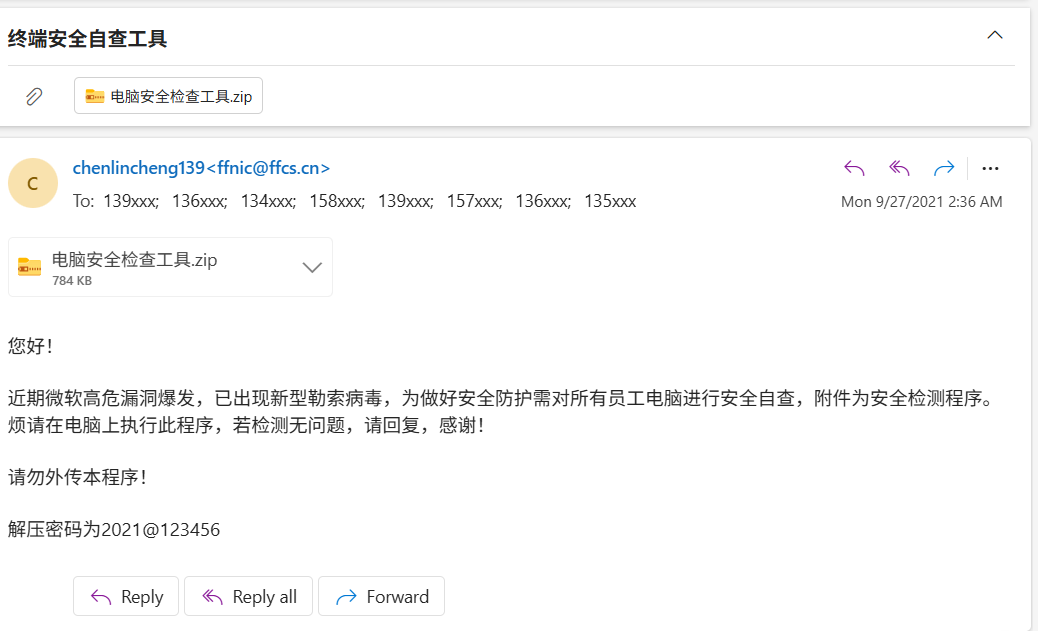 终端安全自查工具
电脑安全检查工具.zip
C
chenlincheng139<ffnic@ffcs.cn>
To: 139xxx; 136xxx; 134xxx; 158xxx; 139xxx; 157xxx; 136xxx; 135xxx
Mon 9/27/2021 2:36 AM
电脑安全检查工具.zip
784 KB
您好！
近期微软高危漏洞爆发，已出现新型勒索病毒，为做好安全防护需对所有员工电脑进行安全自查，附件为安全检测程序。
烦请在电脑上执行此程序，若检测无问题，请回复，感谢！
请勿外传本程序！
解压密码为2021@123456
Reply Reply all Forward